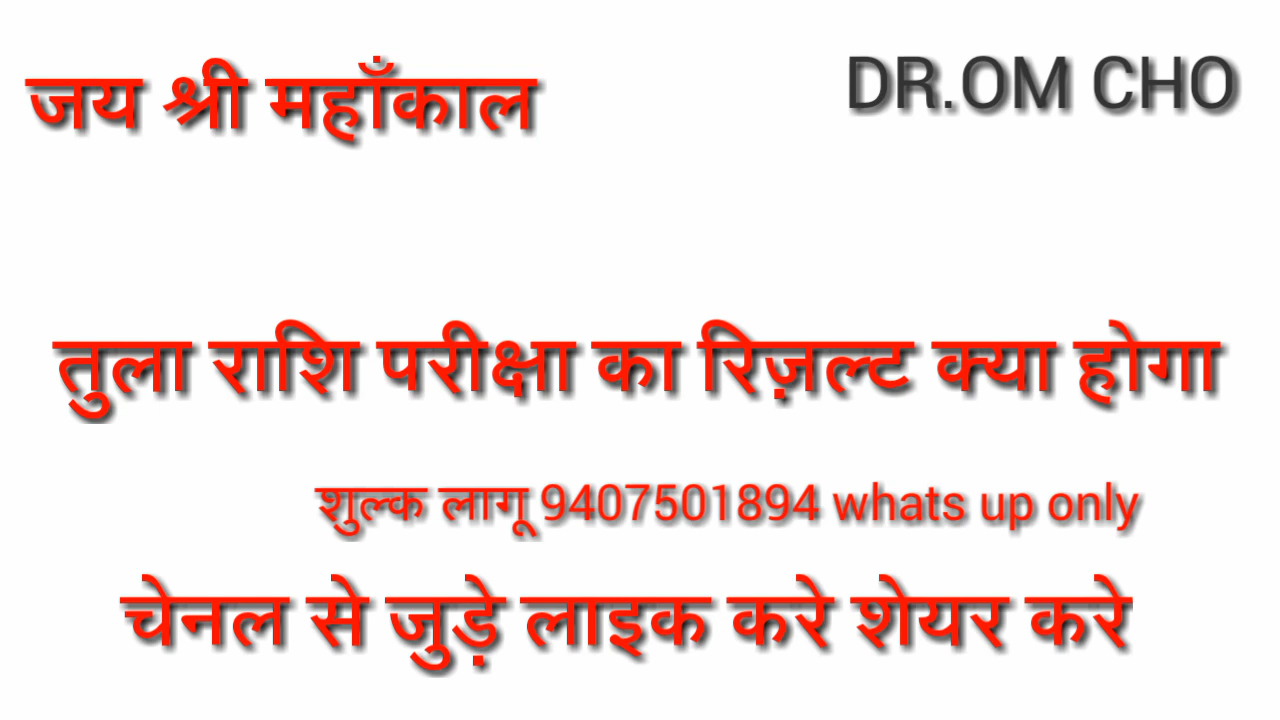 जय श्री महाँकाल
DR.OM CHO
तुला राशि परीक्षा का रिज़ल्ट क्या होगा
शुल्क लागू 9407501894 whats up only
चेनल से जुड़े लाइक करे शेयर करे